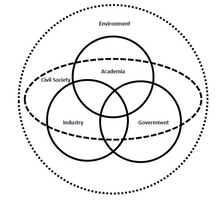 Environment
Academia
Civil Society
Industry
Government